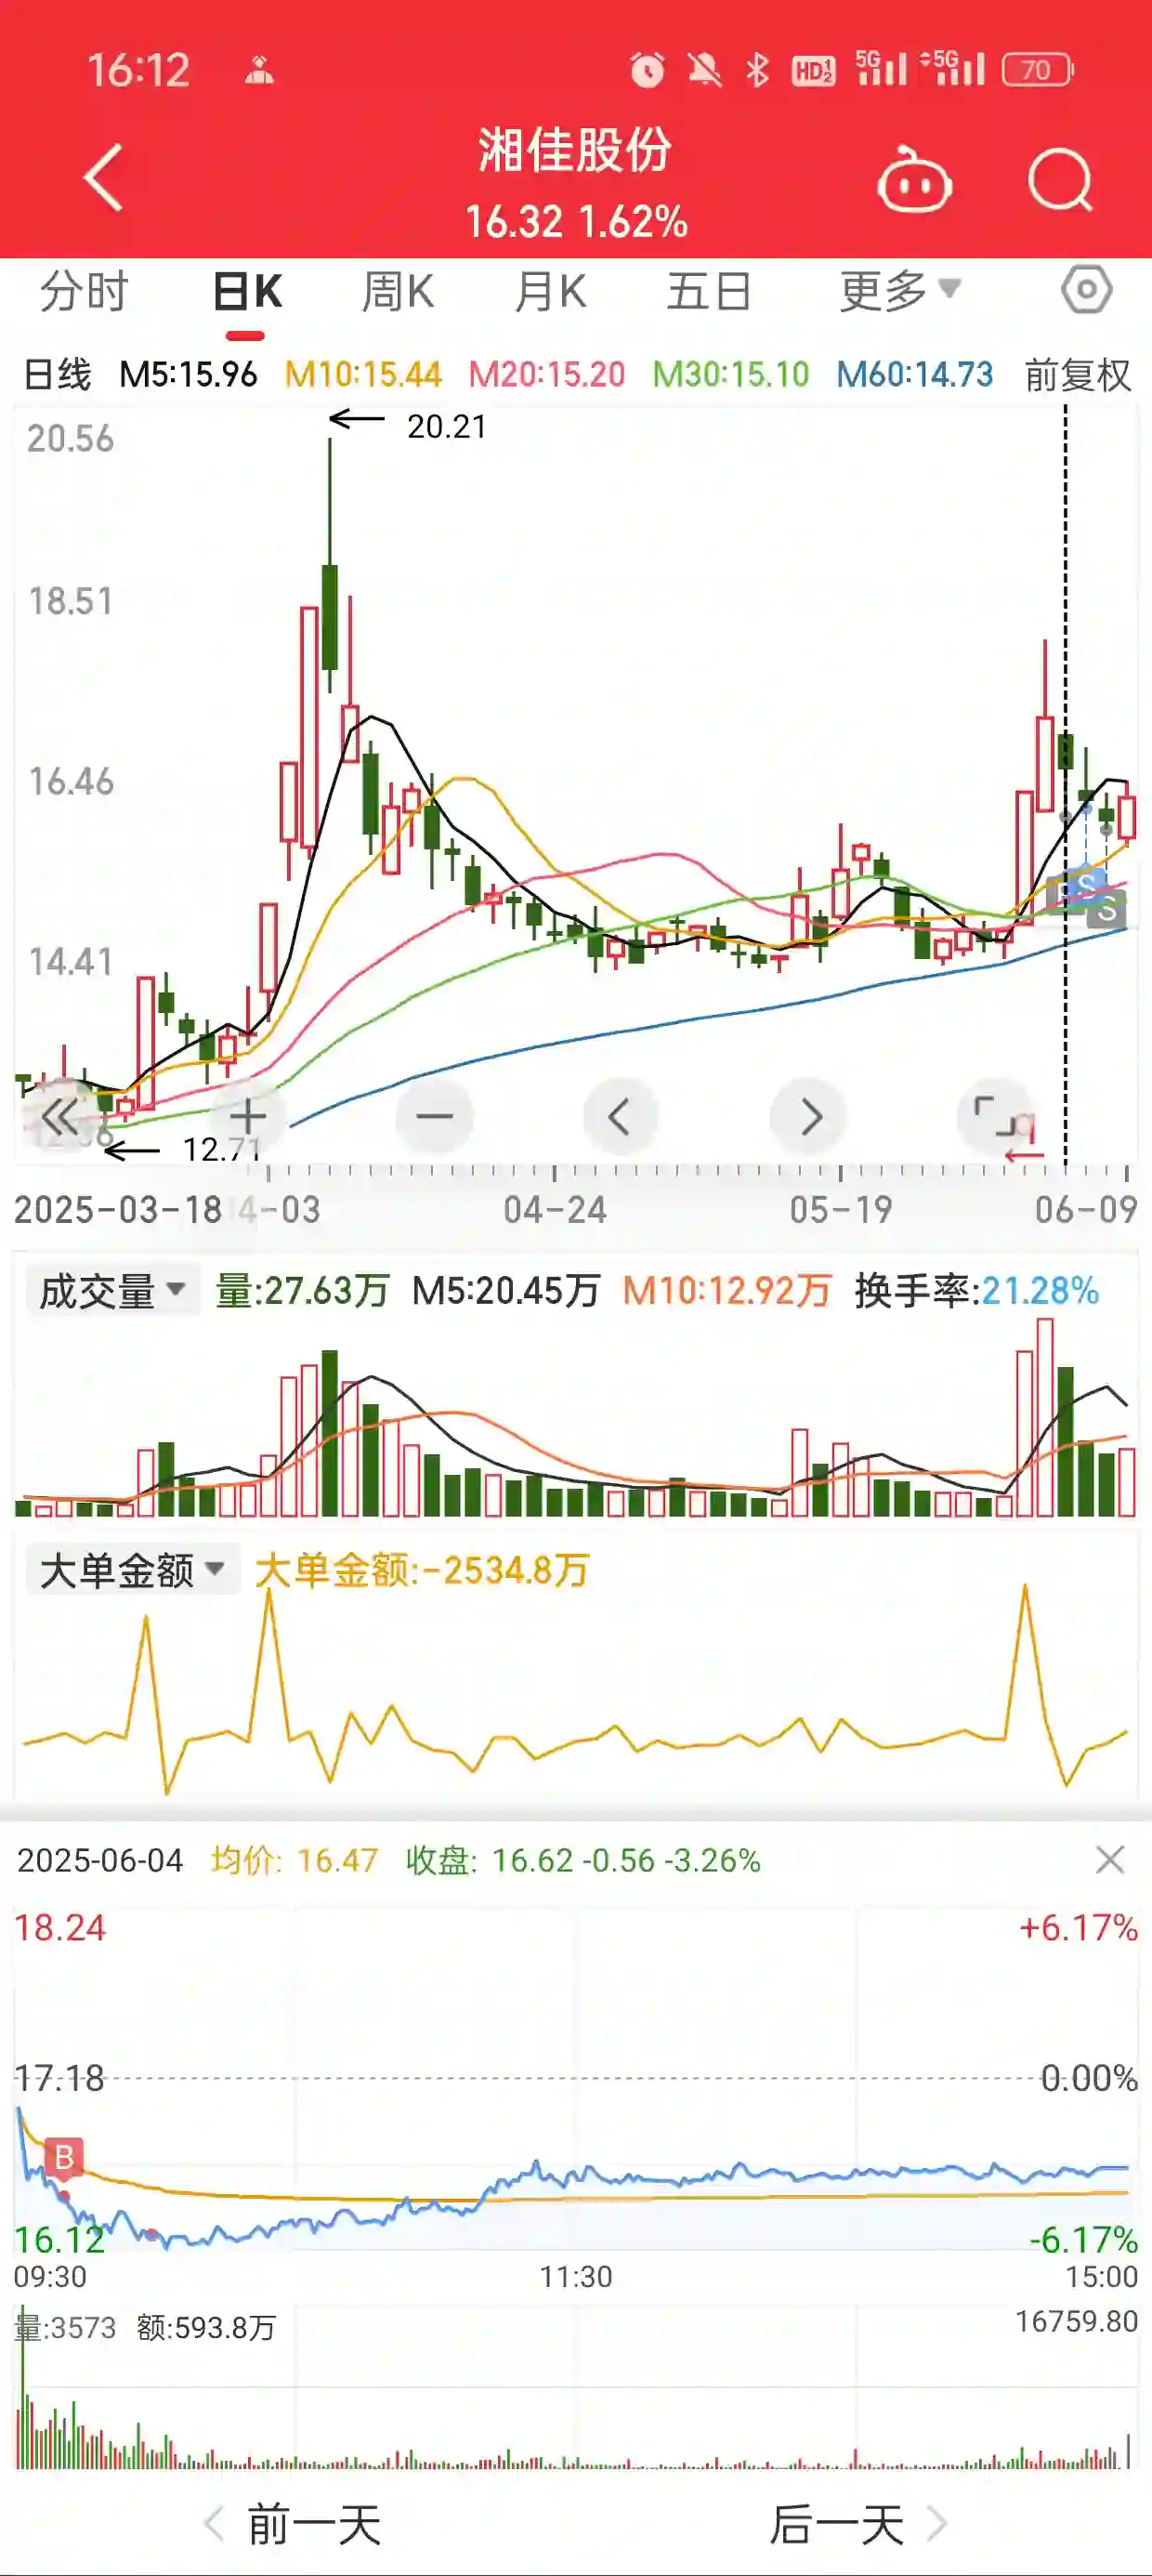 16:12 HD 1 2 5G 5G 70
湘佳股份
16.32 1.62%
分时 日K 周K 月K 五日 更多
日线 M5:15.96 M10:15.44 M20:15.20 M30:15.10 M60:14.73 前复权
20.21
20.56
18.51
16.46
14.41
S
S
12.71
q
2025-03-18 4-03 04-24 05-19 06-09
成交量 量:27.63万 M5:20.45万 M10:12.92万 换手率:21.28%
大单金额 大单金额:-2534.8万
2025-06-04 均价: 16.47 收盘: 16.62 -0.56 -3.26%
18.24 +6.17%
17.18 0.00%
B
16.12 -6.17%
09:30 11:30 15:00
量:3573 额:593.8万 16759.80
前一天 后一天